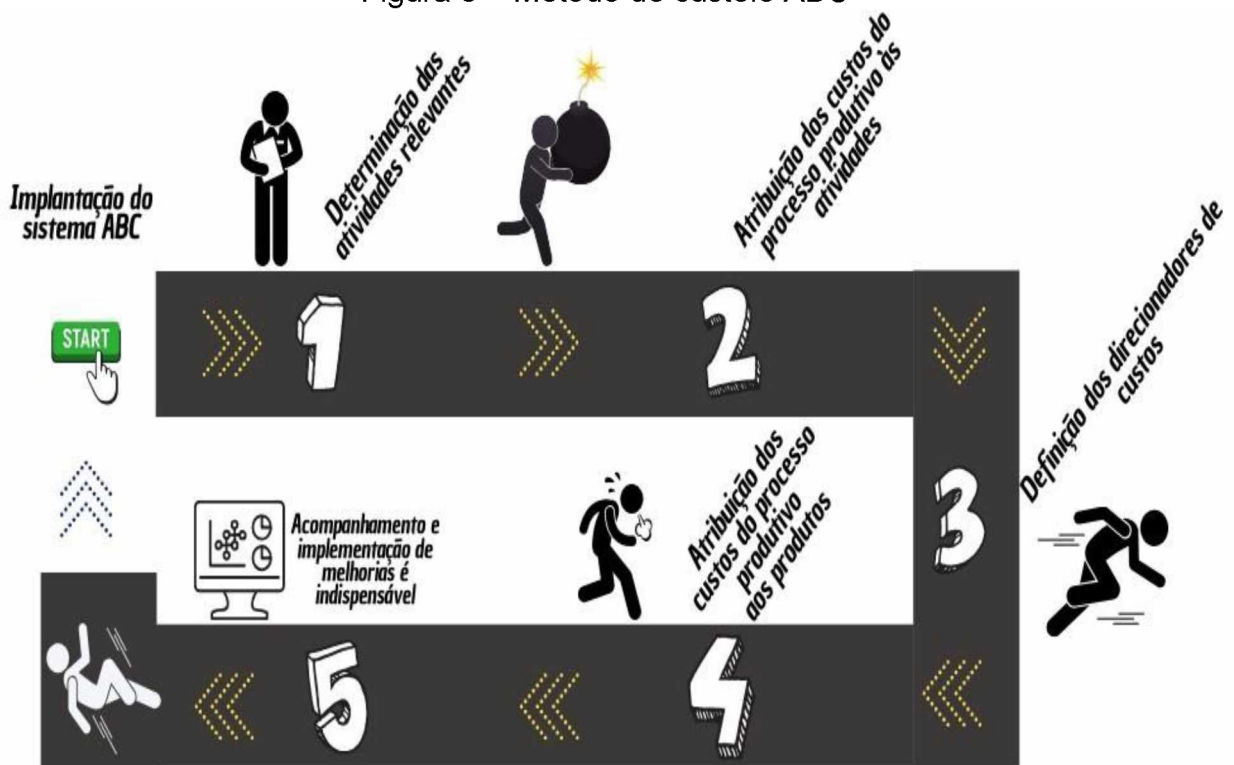 Implantação do
sistema ABC
START
Determinação das
atividades relevantes
1
Atribuição dos custos do
processo produtivo às
atividades
2
Definição dos direcionadores de
custos
3
Atribuição dos
custos do processo
produtivo
aos produtos
4
Acompanhamento e
implementação de
melhorias é
indispensável
5